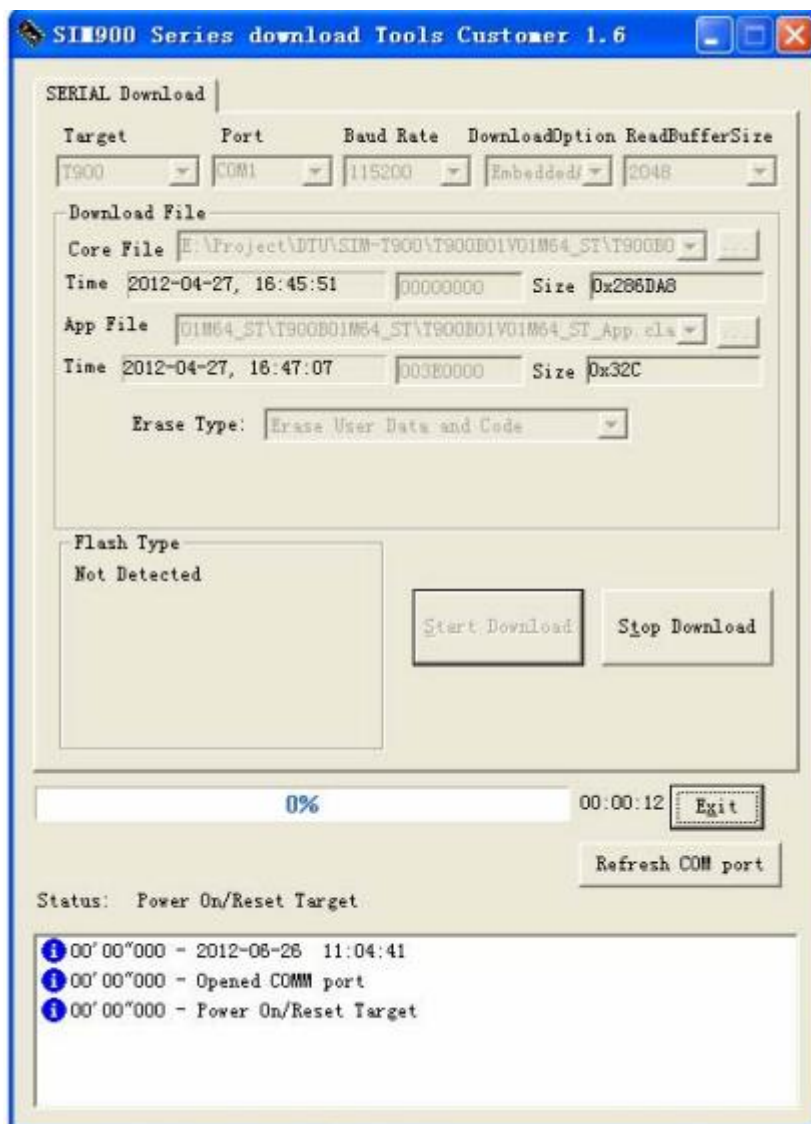 SIM900 Series download Tools Customer 1.6
SERIAL Download
Target Port Baud Rate DownloadOption ReadBufferSize
T900 COM1 115200 EmbeddedA 2048
Download File
Core File E:\Project\DTU\SIM-T900\T900B01V01M64_ST\T900B0 ...
Time 2012-04-27, 16:45:51 00000000 Size 0x286DA8
App File 01M64_ST\T900B01M64_ST\T900B01V01M64_ST_App.cla ...
Time 2012-04-27, 16:47:07 003E0000 Size 0x32C
Erase Type: Erase User Data and Code
Flash Type
Not Detected
Start Download Stop Download
0% 00:00:12 Exit
Refresh COM port
Status: Power On/Reset Target
00'00"000 - 2012-06-26 11:04:41
00'00"000 - Opened COMM port
00'00"000 - Power On/Reset Target